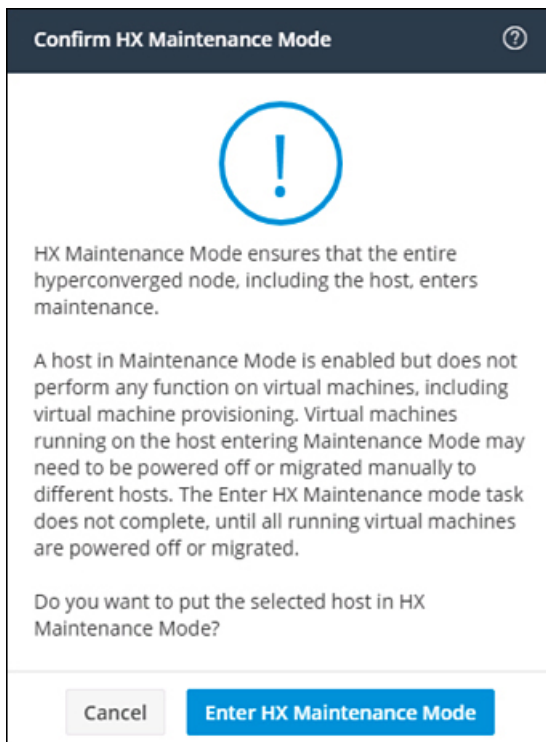 Confirm HX Maintenance Mode
HX Maintenance Mode ensures that the entire
hyperconverged node, including the host, enters
maintenance.
A host in Maintenance Mode is enabled but does not
perform any function on virtual machines, including
virtual machine provisioning. Virtual machines
running on the host entering Maintenance Mode may
need to be powered off or migrated manually to
different hosts. The Enter HX Maintenance mode task
does not complete, until all running virtual machines
are powered off or migrated.
Do you want to put the selected host in HX
Maintenance Mode?
Cancel Enter HX Maintenance Mode